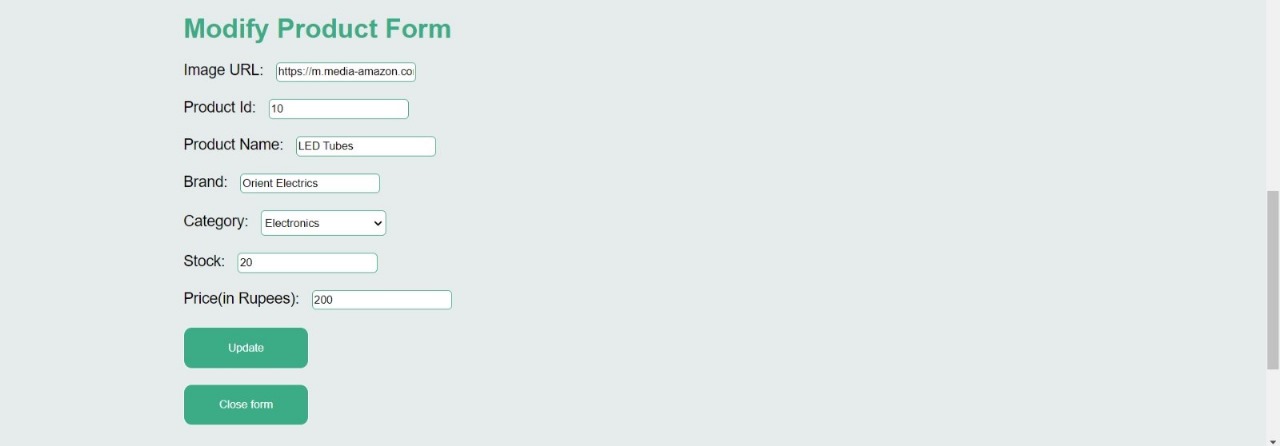 Modify Product Form
Image URL: https://m.media-amazon.co
Product Id: 10
Product Name: LED Tubes
Brand: Orient Electrics
Category: Electronics
Stock: 20
Price(in Rupees): 200
Update
Close form